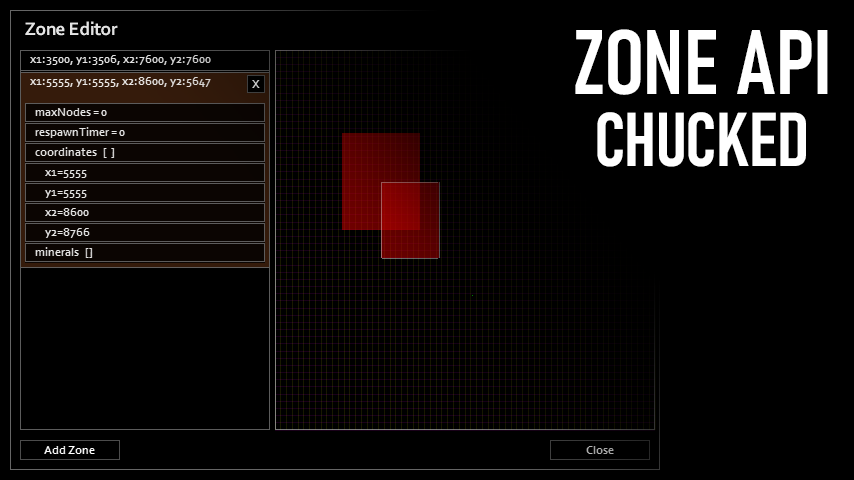 Zone Editor
x1:3500, y1:3506, x2:7600, y2:7600
x1:5555, y1:5555, x2:8600, y2:5647
X
maxNodes = 0
respawnTimer = 0
coordinates [ ]
x1=5555
y1=5555
x2=8600
y2=8766
minerals []
Add Zone
Close
ZONE API
CHUCKED